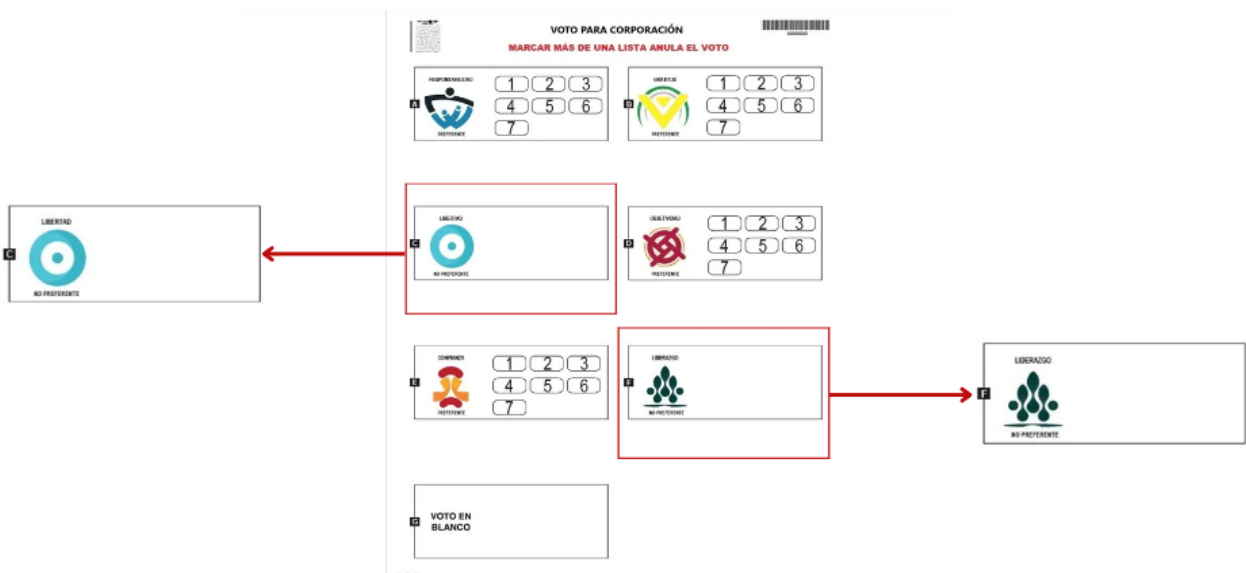 VOTO PARA CORPORACIÓN
MARCAR MÁS DE UNA LISTA ANULA EL VOTO
A
1 2 3
4 5 6
7
PREFERENTE
B
1 2 3
4 5 6
7
PREFERENTE
LIBERTAD
C
NO PREFERENTE
C
NO PREFERENTE
D
1 2 3
4 5 6
7
PREFERENTE
CONFIANZA
E
1 2 3
4 5 6
7
PREFERENTE
LIDERAZGO
F
NO PREFERENTE
LIDERAZGO
F
NO PREFERENTE
G
VOTO EN
BLANCO